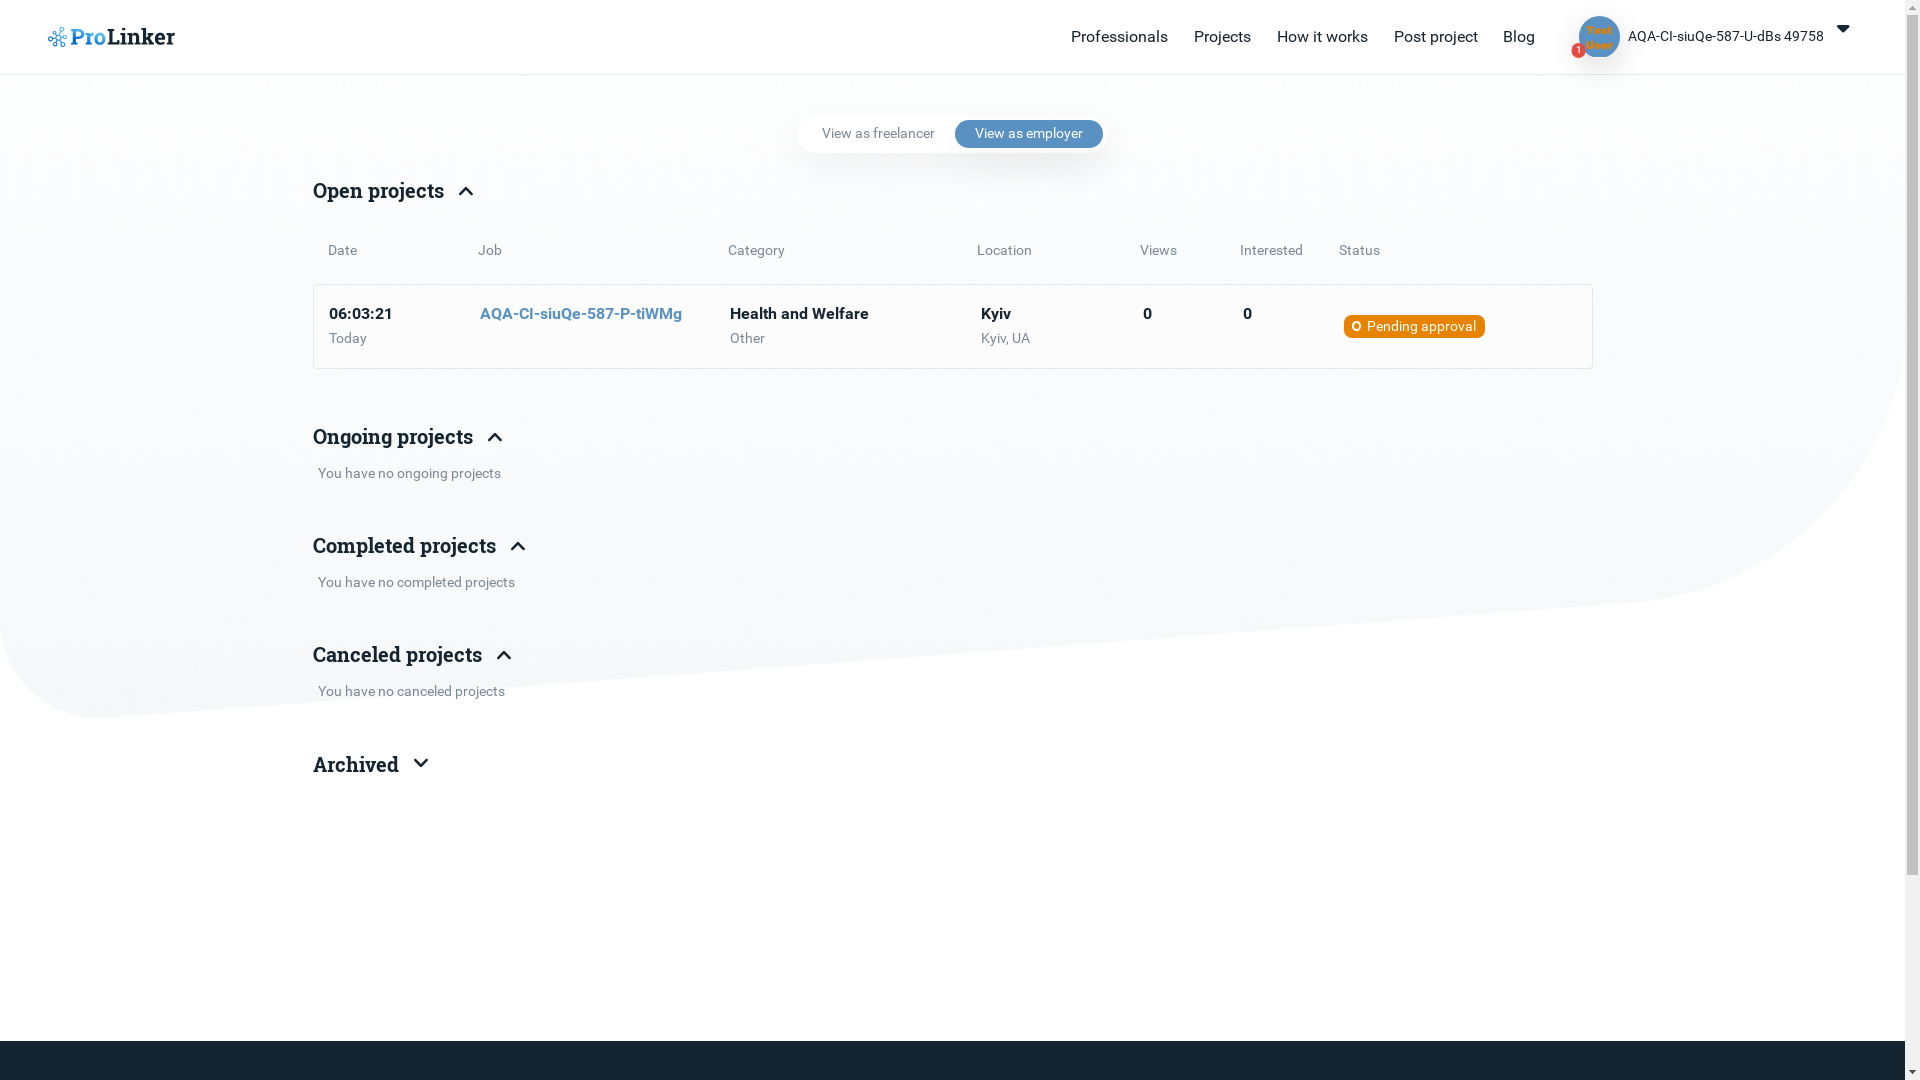 ProLinker
Professionals
Projects
How it works
Post project
Blog
Test
User
1
AQA-CI-siuQe-587-U-dBs 49758
View as freelancer
View as employer
Open projects
Date Job Category Location Views Interested Status
06:03:21 AQA-CI-siuQe-587-P-tiWMg Health and Welfare Kyiv 0 0 Pending approval
Today Other Kyiv, UA
Ongoing projects
You have no ongoing projects
Completed projects
You have no completed projects
Canceled projects
You have no canceled projects
Archived